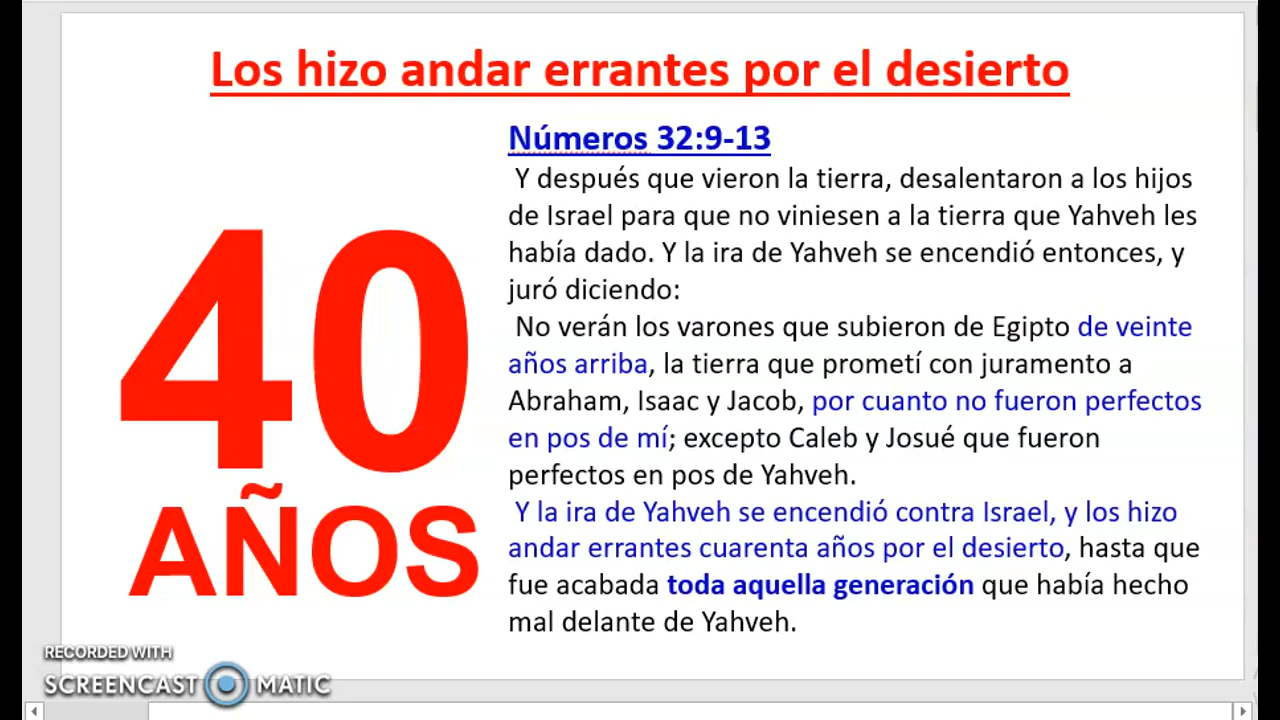 Los hizo andar errantes por el desierto
40
AÑOS
Números 32:9-13
Y después que vieron la tierra, desalentaron a los hijos
de Israel para que no viniesen a la tierra que Yahveh les
había dado. Y la ira de Yahveh se encendió entonces, y
juró diciendo:
No verán los varones que subieron de Egipto de veinte
años arriba, la tierra que prometí con juramento a
Abraham, Isaac y Jacob, por cuanto no fueron perfectos
en pos de mí; excepto Caleb y Josué que fueron
perfectos en pos de Yahveh.
Y la ira de Yahveh se encendió contra Israel, y los hizo
andar errantes cuarenta años por el desierto, hasta que
fue acabada toda aquella generación que había hecho
mal delante de Yahveh.
RECORDED WITH
SCREENCAST MATIC